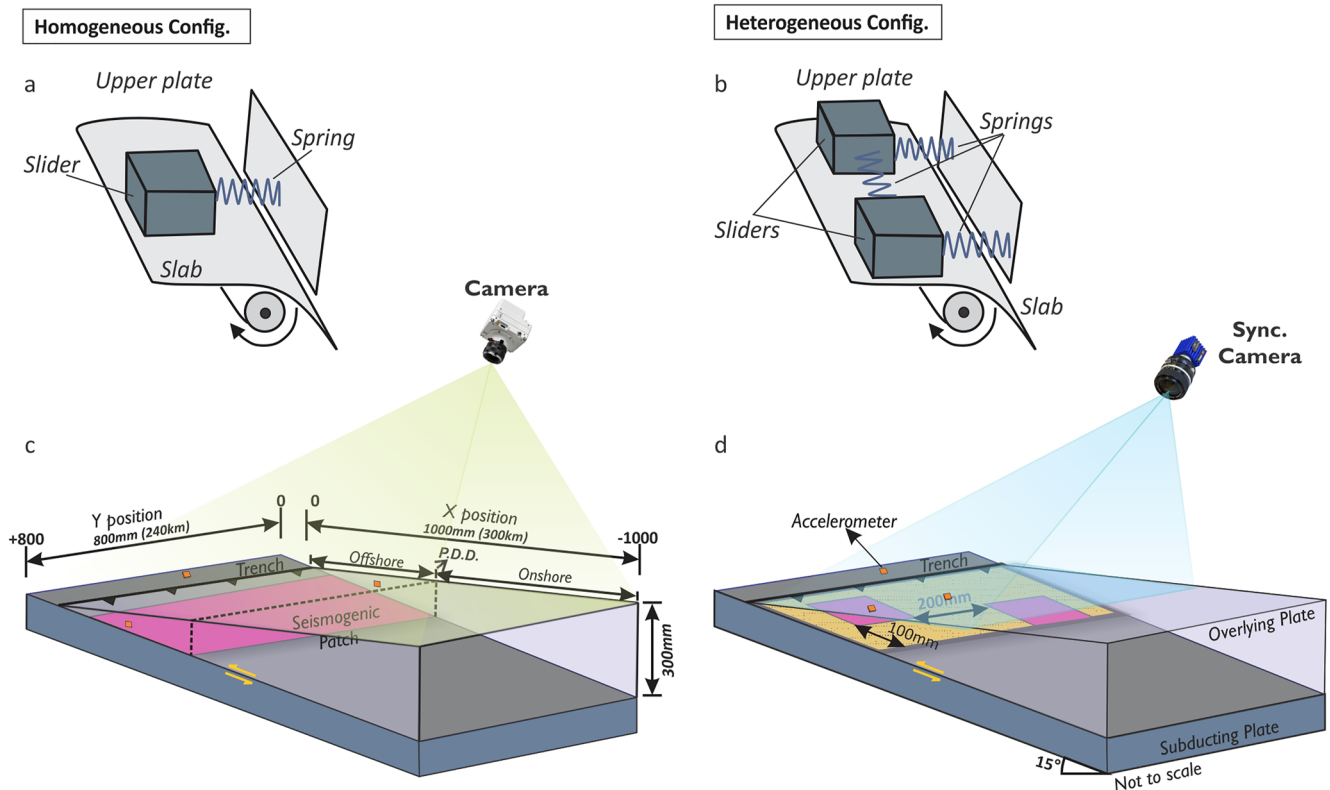 Homogeneous Config.
Heterogeneous Config.
a
Upper plate
Slider
Spring
Slab
b
Upper plate
Springs
Sliders
Slab
Camera
Sync.
Camera
c
+800
Y position
800mm (240km)
0
0
X position
1000mm (300km)
-1000
P.D.D.
Trench
Offshore
Onshore
Seismogenic
Patch
300mm
d
Accelerometer
Trench
200mm
100mm
Overlying Plate
Subducting Plate
15°
Not to scale